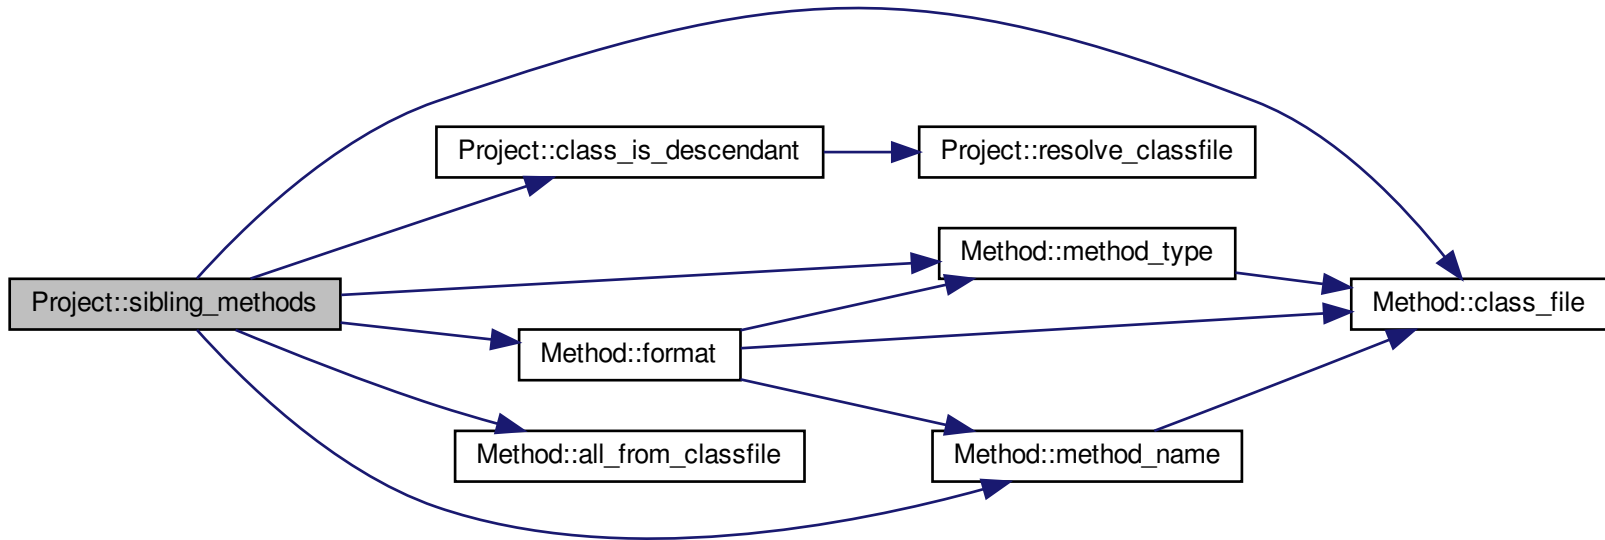 Project::sibling_methods
Project::class_is_descendant
Project::resolve_classfile
Method::method_type
Method::class_file
Method::format
Method::all_from_classfile
Method::method_name